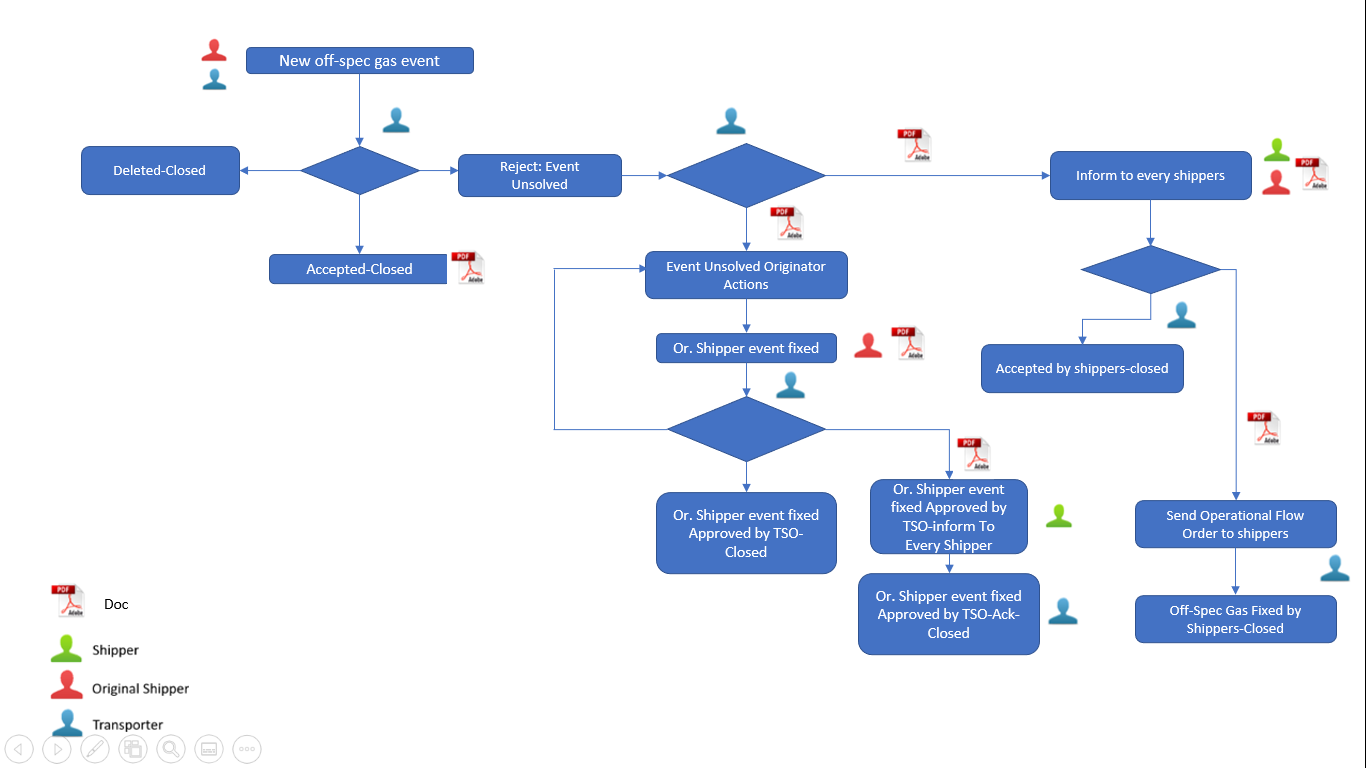 New off-spec gas event
Deleted-Closed
Reject: Event
Unsolved
PDF
Adobe
Inform to every shippers
PDF
Adobe
PDF
Adobe
Accepted-Closed
PDF
Adobe
Event Unsolved Originator
Actions
Or. Shipper event fixed
PDF
Adobe
Accepted by shippers-closed
PDF
Adobe
PDF
Adobe
Or. Shipper event fixed
Approved by TSO-
Closed
Or. Shipper event
fixed Approved by
TSO-inform To
Every Shipper
Send Operational Flow
Order to shippers
Or. Shipper event fixed
Approved by TSO-Ack-
Closed
Off-Spec Gas Fixed by
Shippers-Closed
PDF
Adobe
Doc
Shipper
Original Shipper
Transporter